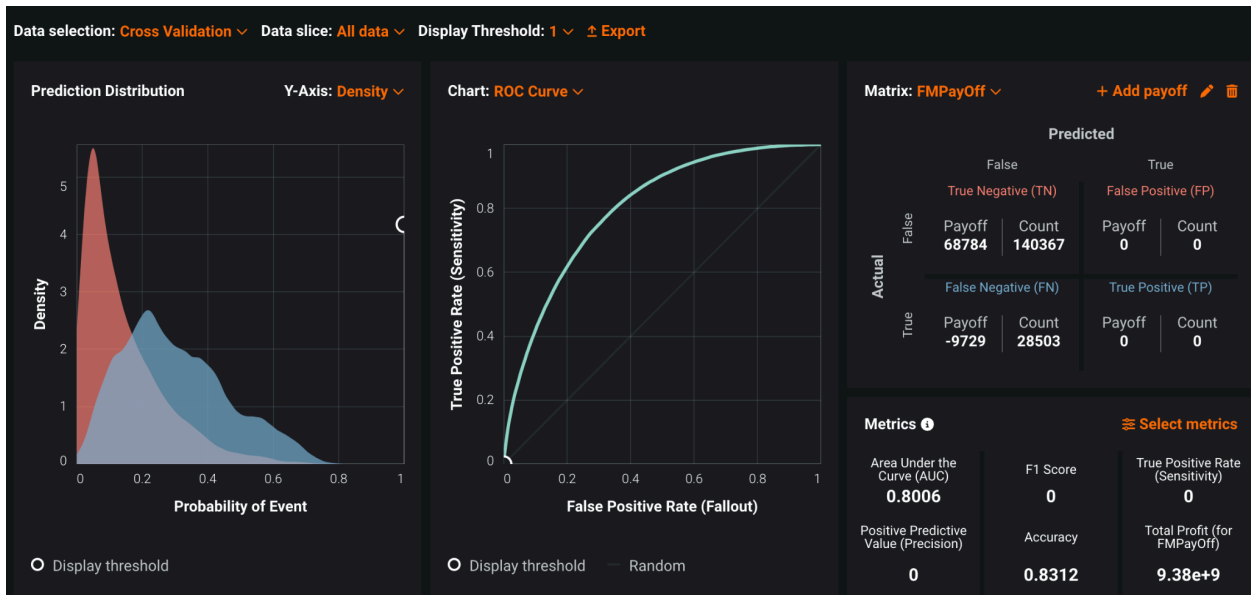 Data selection: Cross Validation Data slice: All data Display Threshold: 1 Export
Prediction Distribution Y-Axis: Density
5
4
3
2
1
0
Density
0 0.2 0.4 0.6 0.8 1
Probability of Event
Display threshold
Chart: ROC Curve
1
0.8
0.6
0.4
0.2
0
True Positive Rate (Sensitivity)
0 0.2 0.4 0.6 0.8 1
False Positive Rate (Fallout)
Display threshold Random
Matrix: FMPayOff + Add payoff
Predicted
False True
Actual
False
True Negative (TN) False Positive (FP)
Payoff Count Payoff Count
68784 140367 0 0
True
False Negative (FN) True Positive (TP)
Payoff Count Payoff Count
-9729 28503 0 0
Metrics i Select metrics
Area Under the
Curve (AUC)
0.8006
F1 Score
0
True Positive Rate
(Sensitivity)
0
Positive Predictive
Value (Precision)
0
Accuracy
0.8312
Total Profit (for
FMPayOff)
9.38e+9